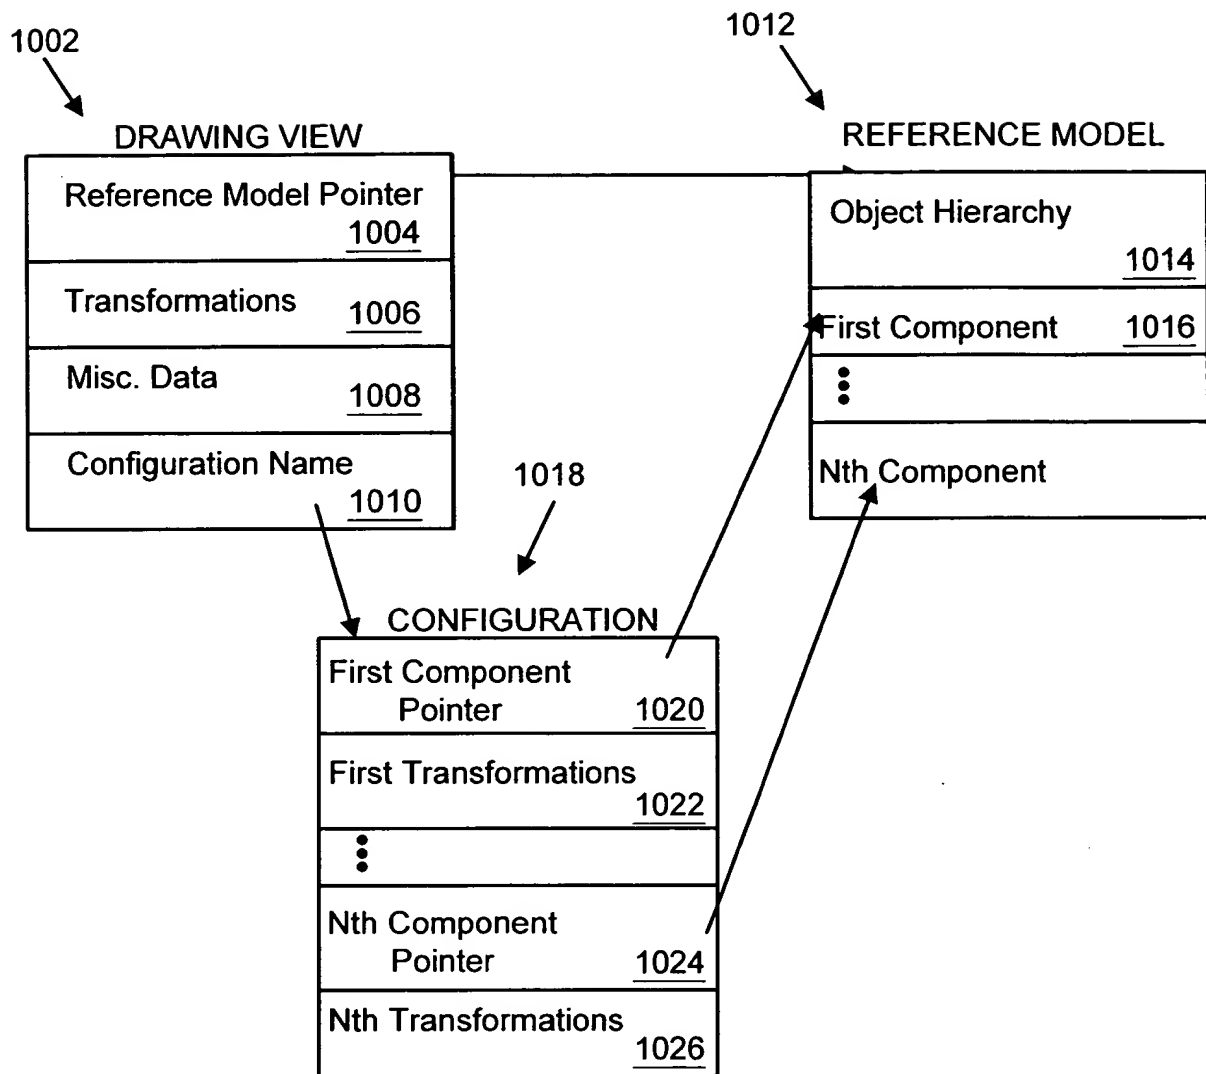 1002
1012
DRAWING VIEW
REFERENCE MODEL
Reference Model Pointer
1004
Transformations
1006
Misc. Data
1008
Configuration Name
1010
Object Hierarchy
1014
First Component 1016
Nth Component
1018
CONFIGURATION
First Component
Pointer 1020
First Transformations
1022
Nth Component
Pointer 1024
Nth Transformations
1026